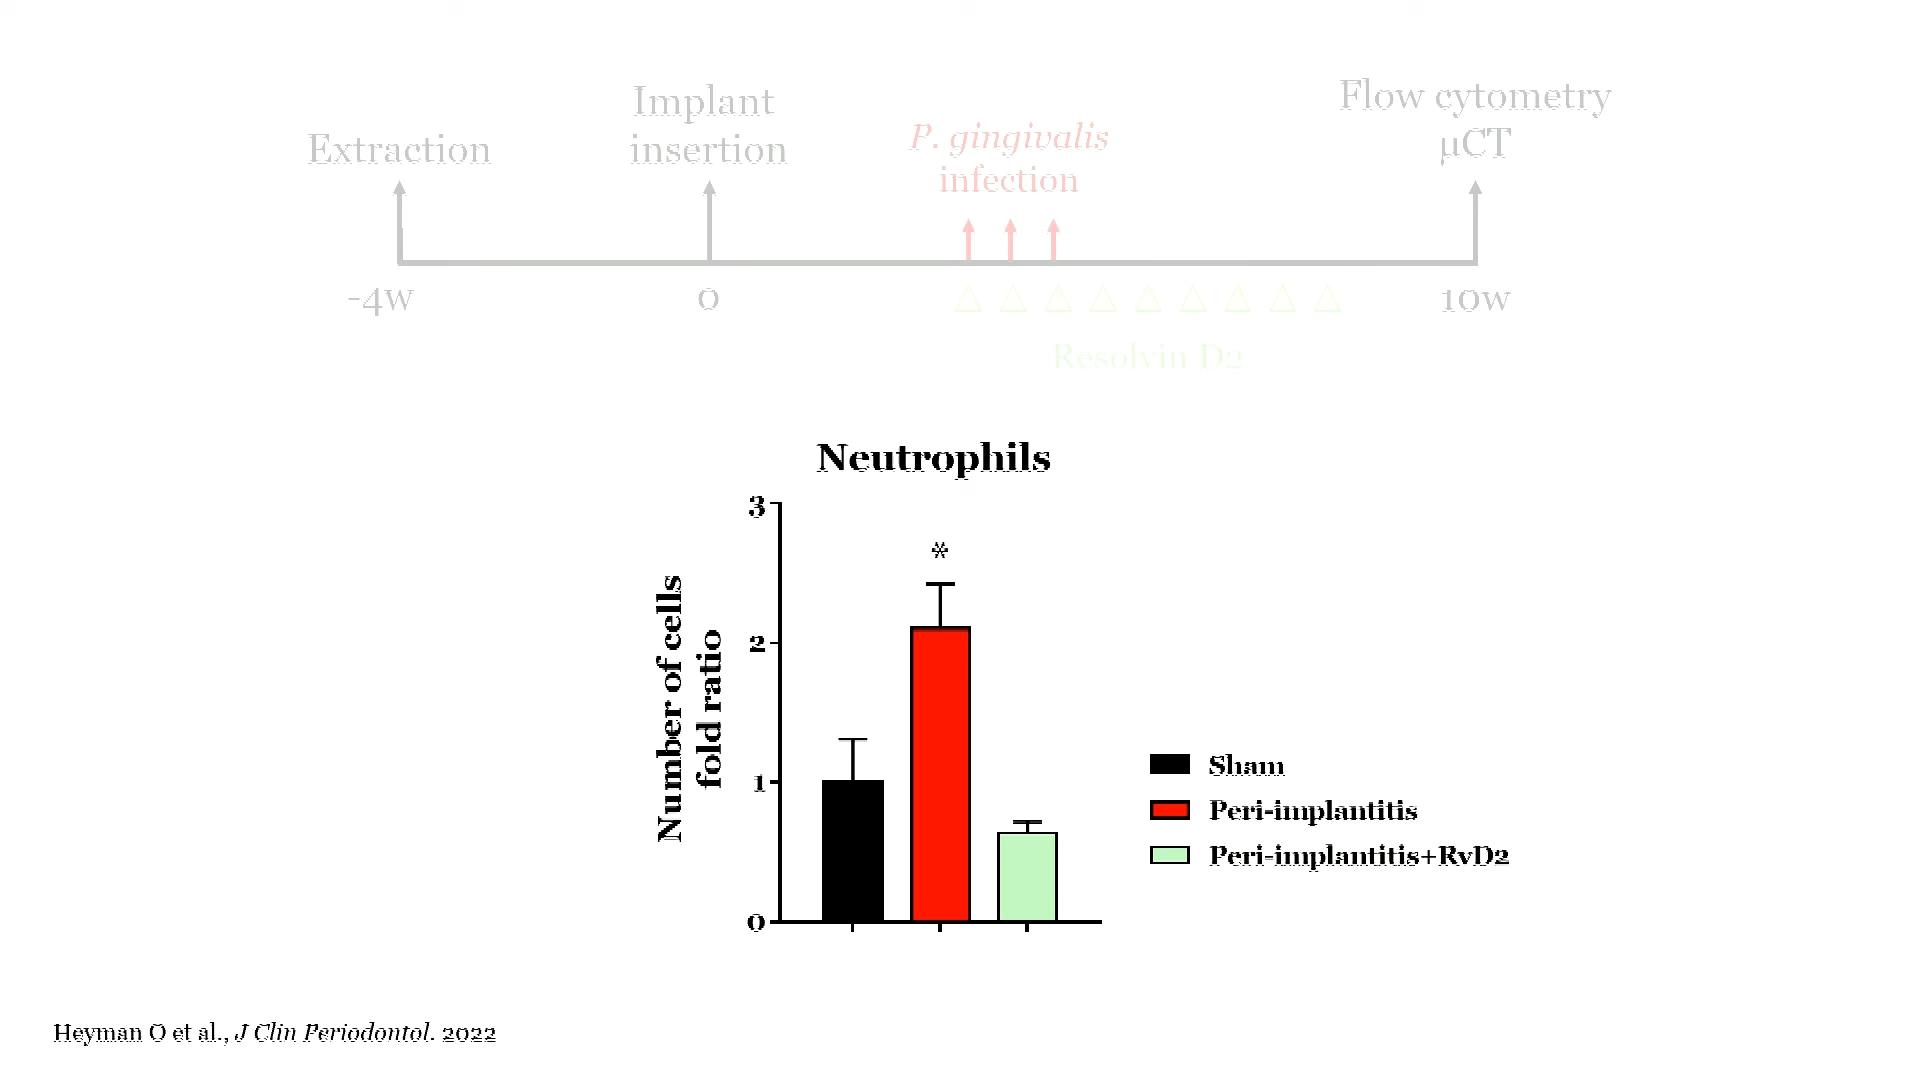 Extraction
Implant
insertion
P. gingivalis
infection
Flow cytometry
µCT
-4w
0
10w
Resolvin D2
Neutrophils
3
2
1
0
*
Number of cells
fold ratio
Sham
Peri-implantitis
Peri-implantitis+RvD2
Heyman O et al., J Clin Periodontol. 2022